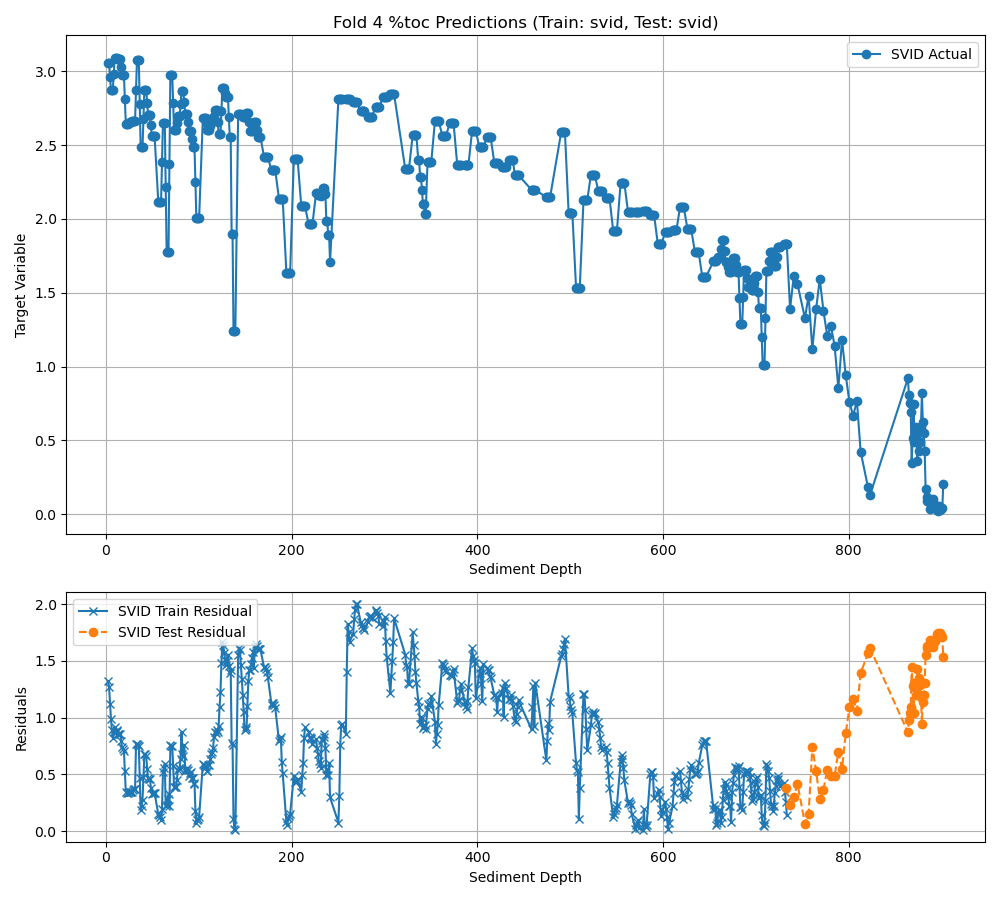 Fold 4 %toc Predictions (Train: svid, Test: svid)
SVID Actual
Target Variable
3.0
2.5
2.0
1.5
1.0
0.5
0.0
0 200 400 600 800
Sediment Depth
SVID Train Residual
SVID Test Residual
Residuals
2.0
1.5
1.0
0.5
0.0
0 200 400 600 800
Sediment Depth